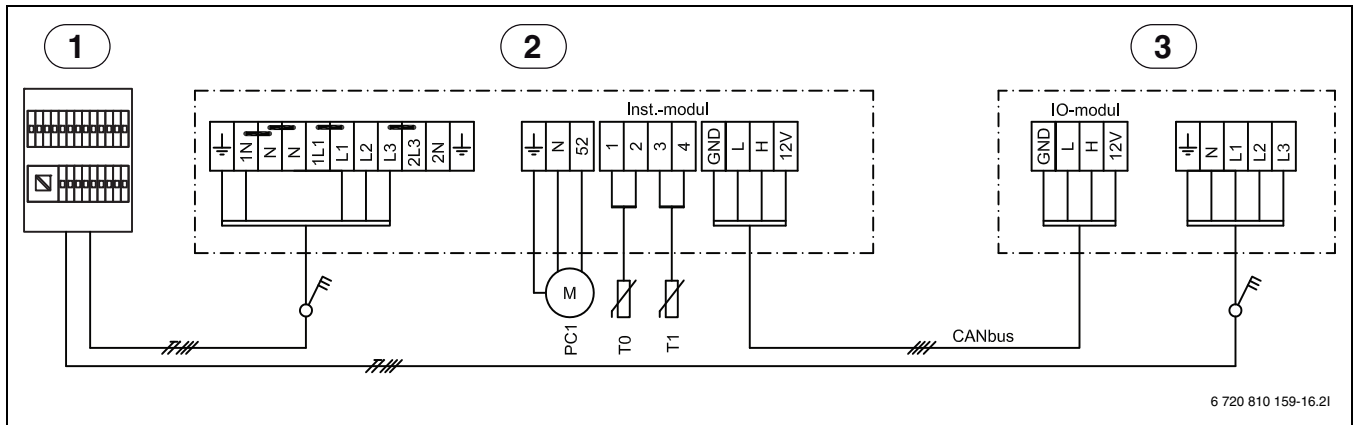 1
2
3
Inst.-modul
IO-modul
1N
N
N
1L1
L1
L2
L3
2L3
2N
N
52
1
2
3
4
GND
L
H
12V
GND
L
H
12V
N
L1
L2
L3
M
PC1
T0
T1
CANbus
6 720 810 159-16.2I